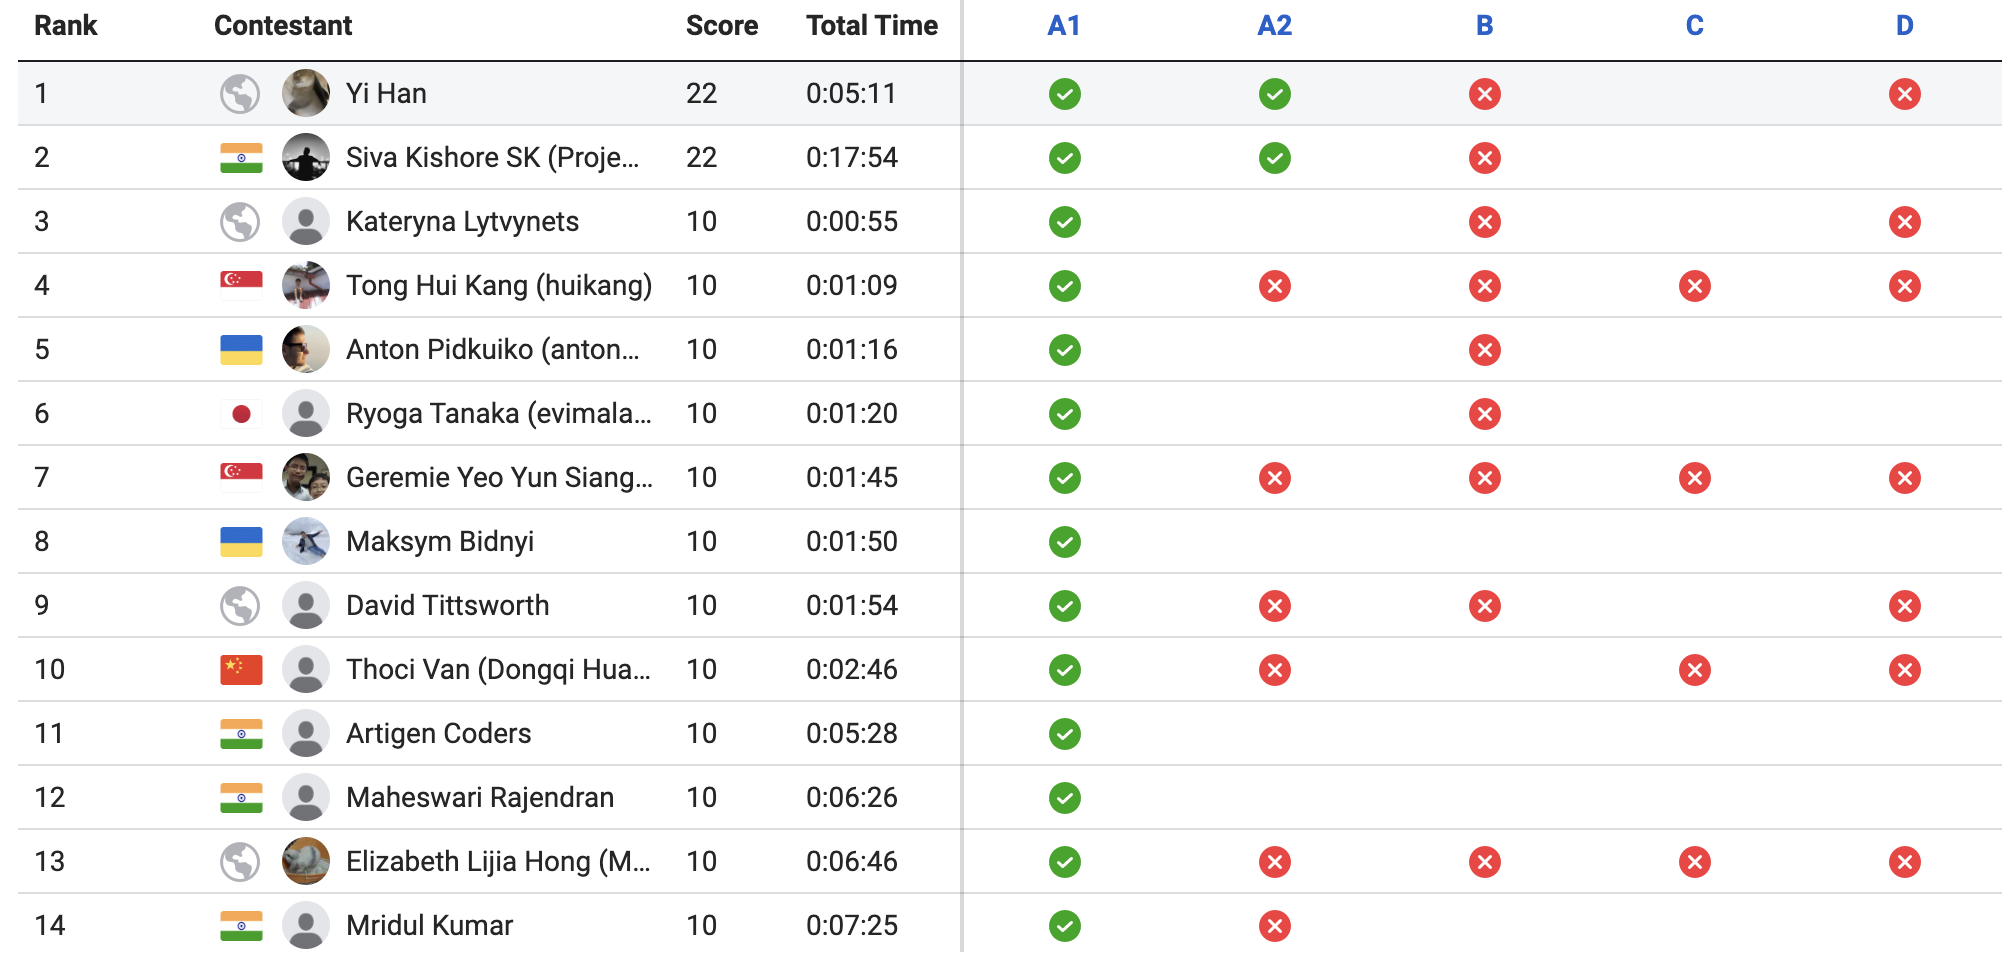 Rank Contestant Score Total Time A1 A2 B C D
1 Yi Han 22 0:05:11
2 Siva Kishore SK (Proje... 22 0:17:54
3 Kateryna Lytvynets 10 0:00:55
4 Tong Hui Kang (huikang) 10 0:01:09
5 Anton Pidkuiko (anton... 10 0:01:16
6 Ryoga Tanaka (evimala... 10 0:01:20
7 Geremie Yeo Yun Siang... 10 0:01:45
8 Maksym Bidnyi 10 0:01:50
9 David Tittsworth 10 0:01:54
10 Thoci Van (Dongqi Hua... 10 0:02:46
11 Artigen Coders 10 0:05:28
12 Maheswari Rajendran 10 0:06:26
13 Elizabeth Lijia Hong (M... 10 0:06:46
14 Mridul Kumar 10 0:07:25